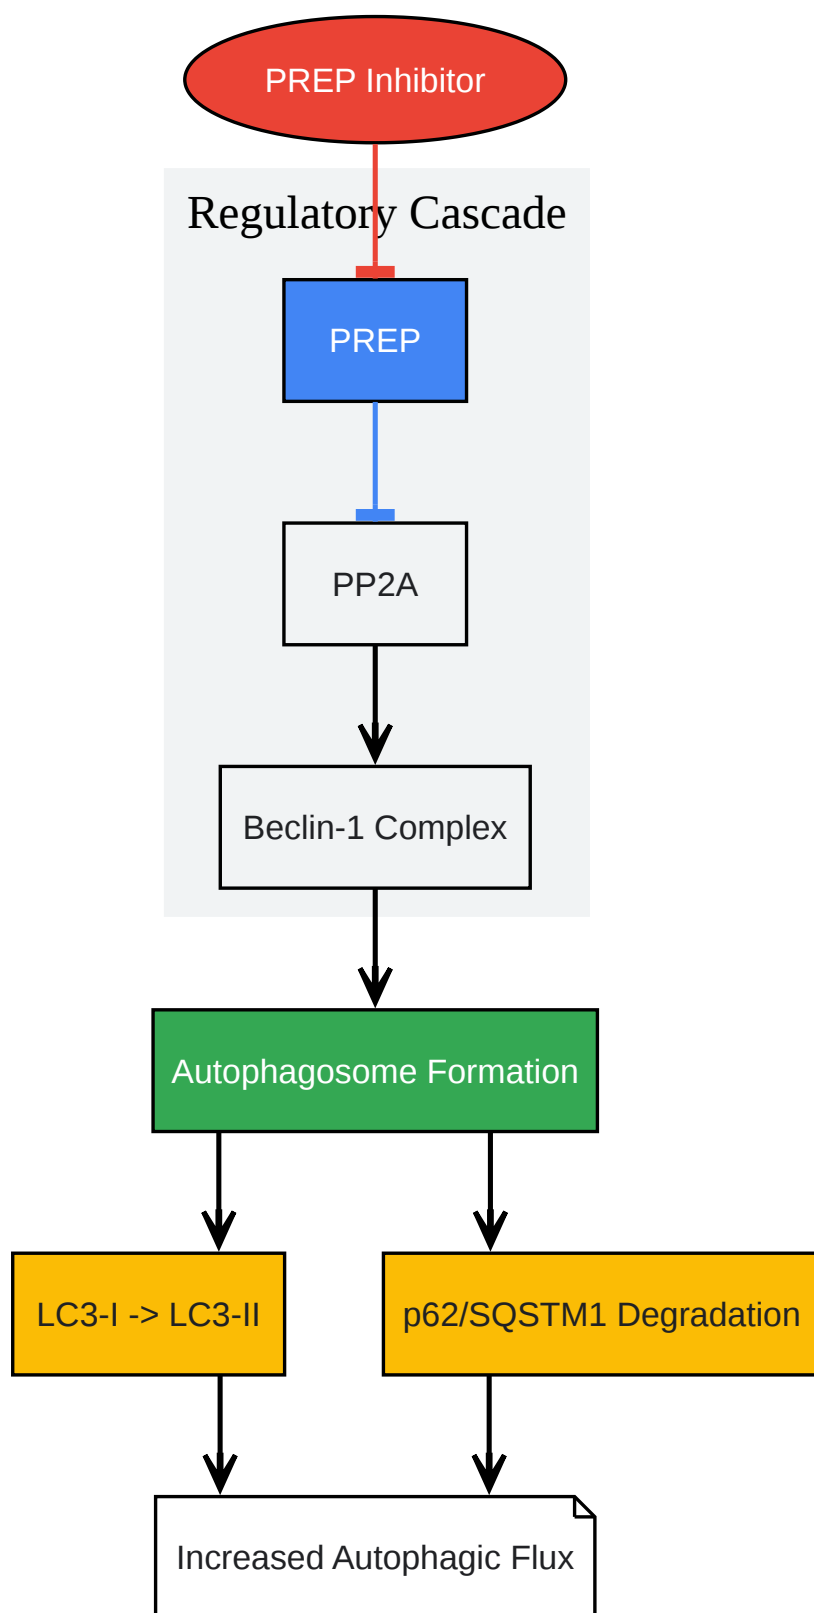 PREP Inhibitor
Regulatory Cascade
PREP
PP2A
Beclin-1 Complex
Autophagosome Formation
LC3-I -> LC3-II
p62/SQSTM1 Degradation
Increased Autophagic Flux